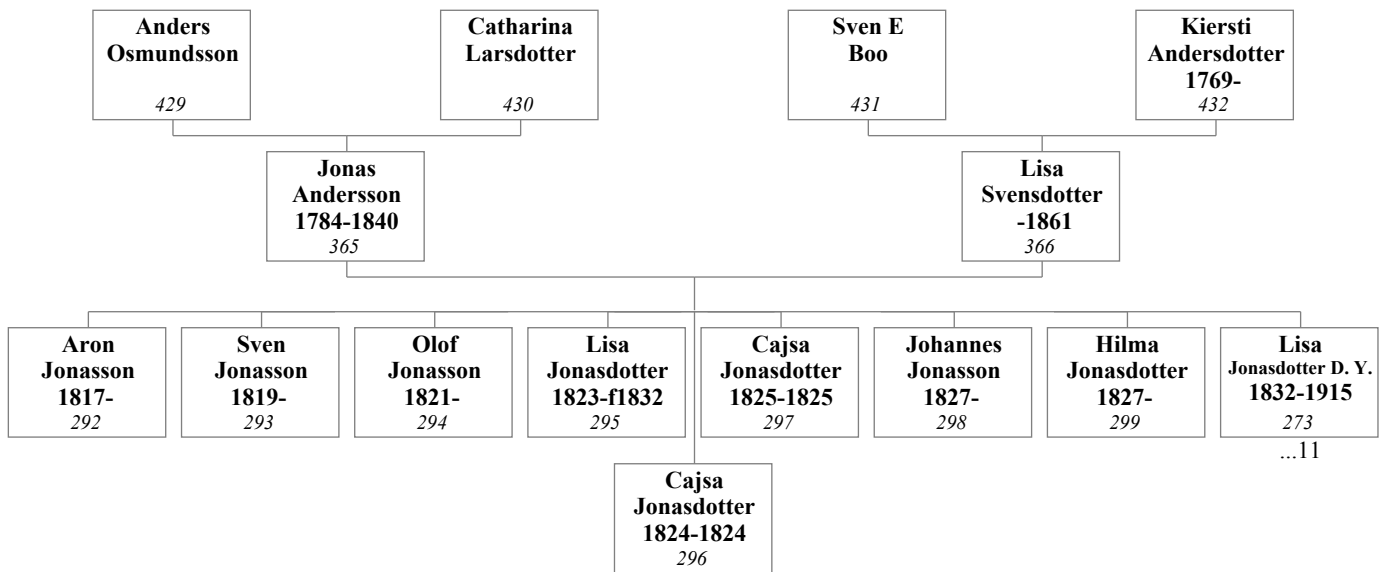 Anders
Osmundsson
429
Catharina
Larsdotter
430
Sven E
Boo
431
Kiersti
Andersdotter
1769-
432
Jonas
Andersson
1784-1840
365
Lisa
Svensdotter
-1861
366
Aron
Jonasson
1817-
292
Sven
Jonasson
1819-
293
Olof
Jonasson
1821-
294
Lisa
Jonasdotter
1823-f1832
295
Cajsa
Jonasdotter
1825-1825
297
Johannes
Jonasson
1827-
298
Hilma
Jonasdotter
1827-
299
Lisa
Jonasdotter D. Y.
1832-1915
273
...11
Cajsa
Jonasdotter
1824-1824
296